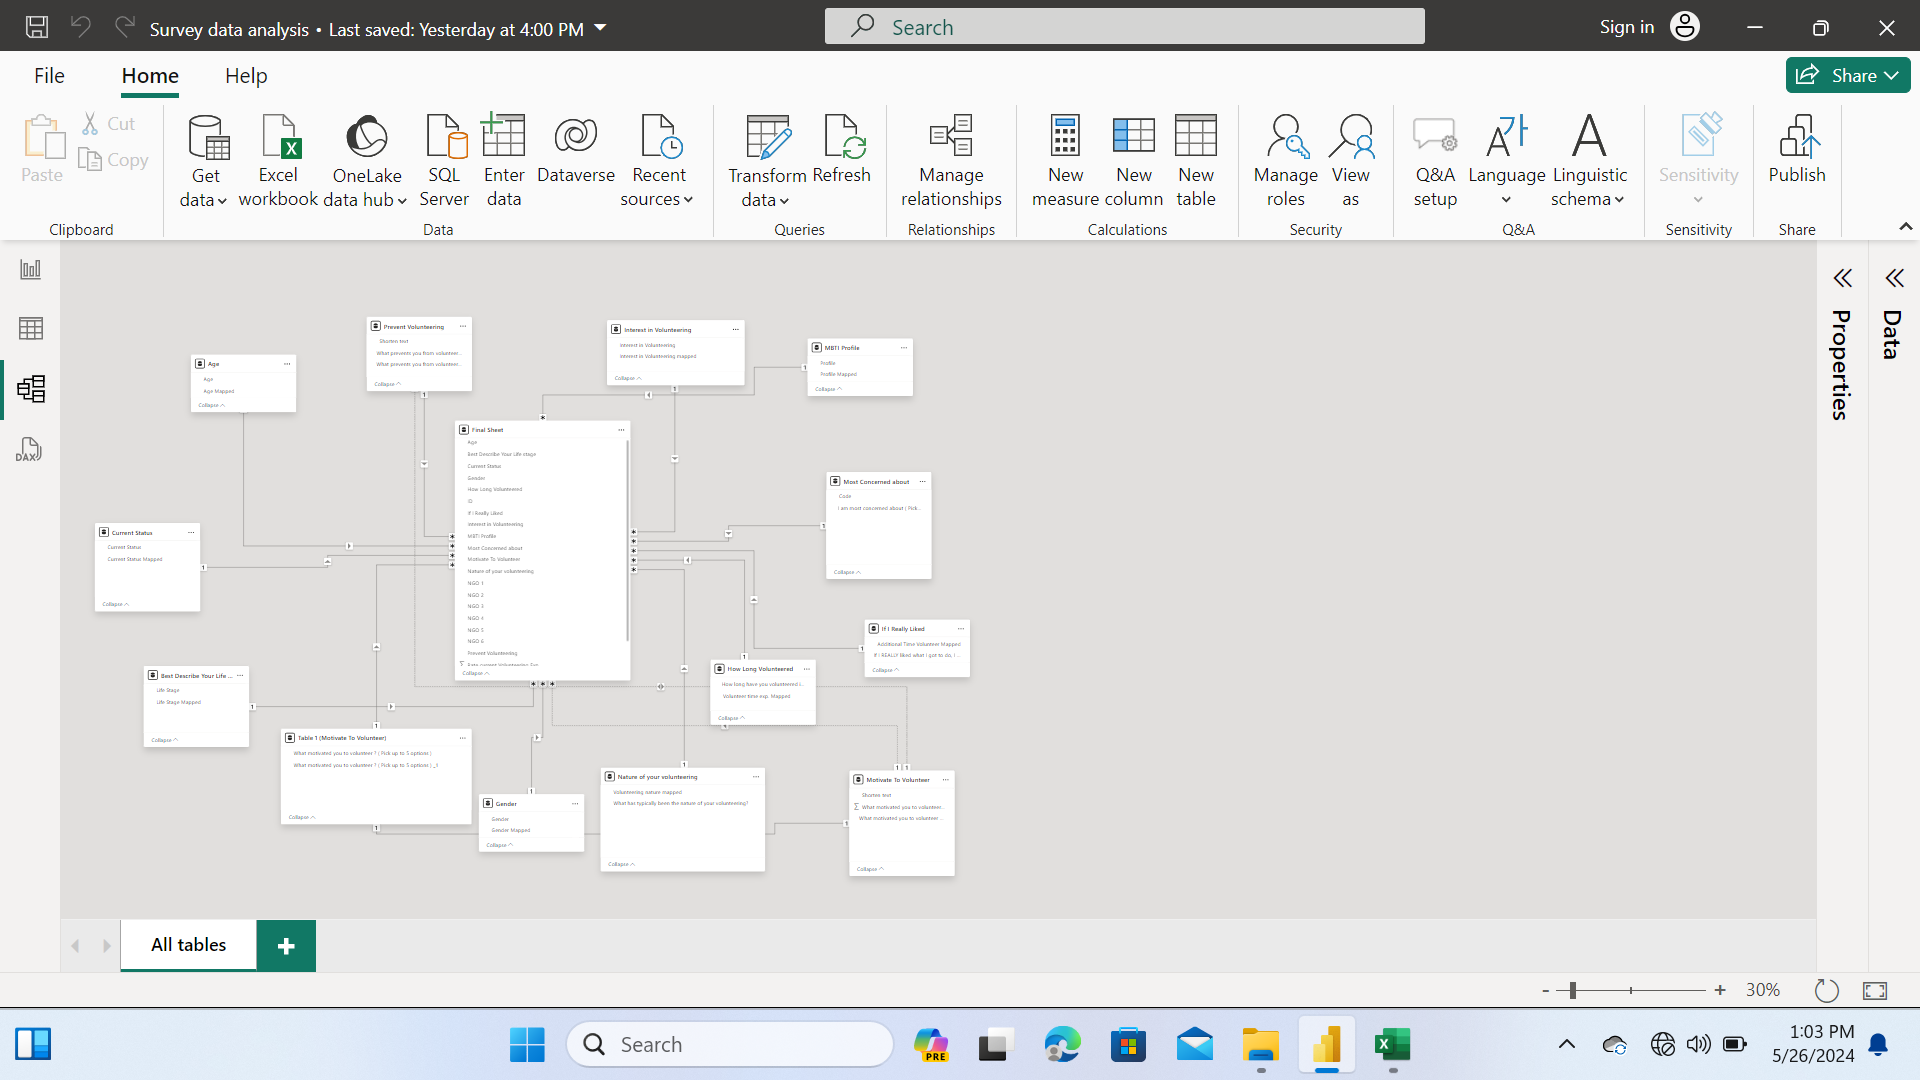 Survey data analysis • Last saved: Yesterday at 4:00 PM
Search
Sign in
File
Home
Help
Share
Paste
Cut
Copy
Clipboard
Get data
Excel workbook
OneLake data hub
SQL Server
Enter data
Dataverse
Recent sources
Data
Transform data
Refresh
Queries
Manage relationships
Relationships
New measure
New column
New table
Calculations
Manage roles
View as
Security
Q&A setup
Language
Linguistic schema
Q&A
Sensitivity
Sensitivity
Publish
Share
DAX
Properties
Data
Age
Age
Age Mapped
Collapse
Prevent Volunteering
Shorten text
What prevents you from volunteer...
What prevents you from volunteer...
Collapse
Interest in Volunteering
Interest in Volunteering
Interest in Volunteering mapped
Collapse
MBTI Profile
Profile
Profile Mapped
Collapse
Final Sheet
Age
Best Describe Your Life stage
Current Status
Gender
How Long Volunteered
ID
If I Really Liked
Interest in Volunteering
MBTI Profile
Most Concerned about
Motivate To Volunteer
Nature of your volunteering
NGO 1
NGO 2
NGO 3
NGO 4
NGO 5
NGO 6
Prevent Volunteering
Collapse
Most Concerned about
Code
I am most concerned about ( Pick...
Collapse
Current Status
Current Status
Current Status Mapped
Collapse
If I Really Liked
Additional Time Volunteer Mapped
If I REALLY liked what I got to do, I ...
Collapse
How Long Volunteered
How long have you volunteered f...
Volunteer time exp. Mapped
Collapse
Best Describe Your Life ...
Life Stage
Life Stage Mapped
Collapse
Table 1 (Motivate To Volunteer)
What motivated you to volunteer ? ( Pick up to 5 options )
What motivated you to volunteer ? ( Pick up to 5 options ) _1
Collapse
Gender
Gender
Gender Mapped
Collapse
Nature of your volunteering
Volunteering nature mapped
What has typically been the nature of your volunteering?
Collapse
Motivate To Volunteer
Shorten text
∑ What motivated you to volunteer...
What motivated you to volunteer ...
Collapse
All tables
+
- + 30%
Search
PRE
1:03 PM
5/26/2024